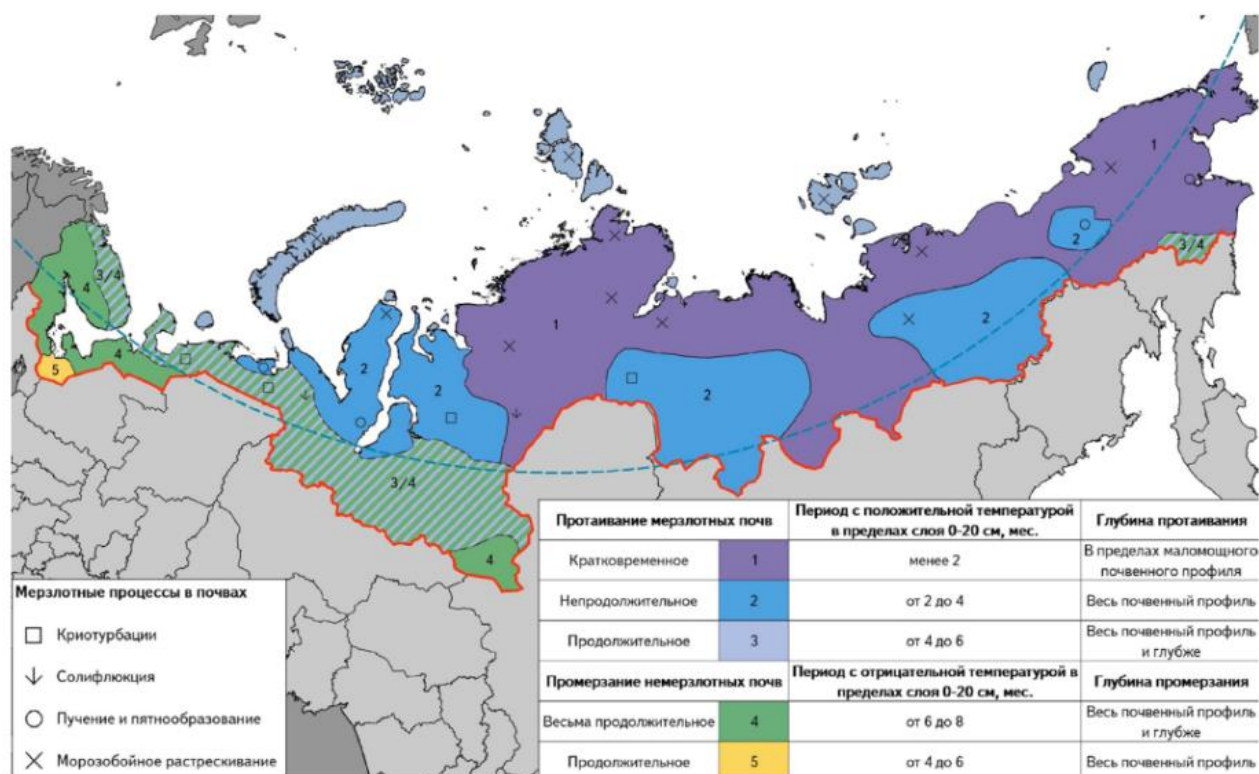 1
2
3/4
4
3/4
4
5
2
2
1
2
2
3/4
4
Мерзлотные процессы в почвах
Криотурбации
Солифлюкция
Пучение и пятнообразование
Морозобойное растрескивание
Протаивание мерзлотных почв
Период с положительной температурой
в пределах слоя 0-20 см, мес.
Глубина протаивания
Кратковременное
1
менее 2
В пределах маломощного
почвенного профиля
Непродолжительное
2
от 2 до 4
Весь почвенный профиль
Продолжительное
3
от 4 до 6
Весь почвенный профиль
и глубже
Промерзание немерзлотных почв
Период с отрицательной температурой в
пределах слоя 0-20 см, мес.
Глубина промерзания
Весьма продолжительное
4
от 6 до 8
Весь почвенный профиль
и глубже
Продолжительное
5
от 4 до 6
Весь почвенный профиль